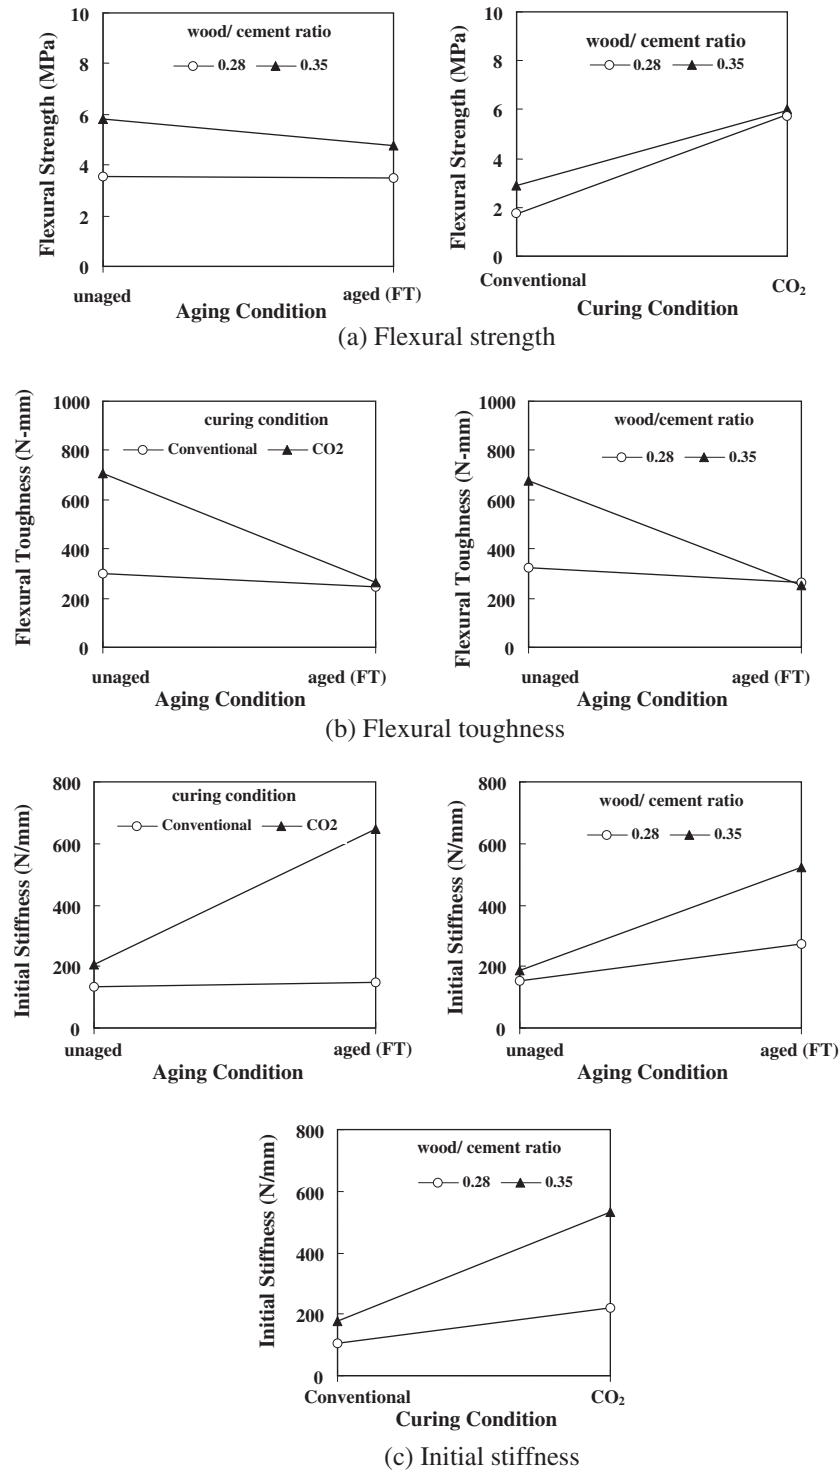 10
8
6
4
2
0
Flexural Strength (MPa)
wood/ cement ratio
0.28 0.35
unaged aged (FT)
Aging Condition
10
8
6
4
2
0
Flexural Strength (MPa)
wood/ cement ratio
0.28 0.35
Conventional CO₂
Curing Condition
(a) Flexural strength
1000
800
600
400
200
0
Flexural Toughness (N-mm)
curing condition
Conventional CO2
unaged aged (FT)
Aging Condition
1000
800
600
400
200
0
Flexural Toughness (N-mm)
wood/cement ratio
0.28 0.35
unaged aged (FT)
Aging Condition
(b) Flexural toughness
800
600
400
200
0
Initial Stiffness (N/mm)
curing condition
Conventional CO2
unaged aged (FT)
Aging Condition
800
600
400
200
0
Initial Stiffness (N/mm)
wood/ cement ratio
0.28 0.35
unaged aged (FT)
Aging Condition
800
600
400
200
0
Initial Stiffness (N/mm)
wood/ cement ratio
0.28 0.35
Conventional CO₂
Curing Condition
(c) Initial stiffness